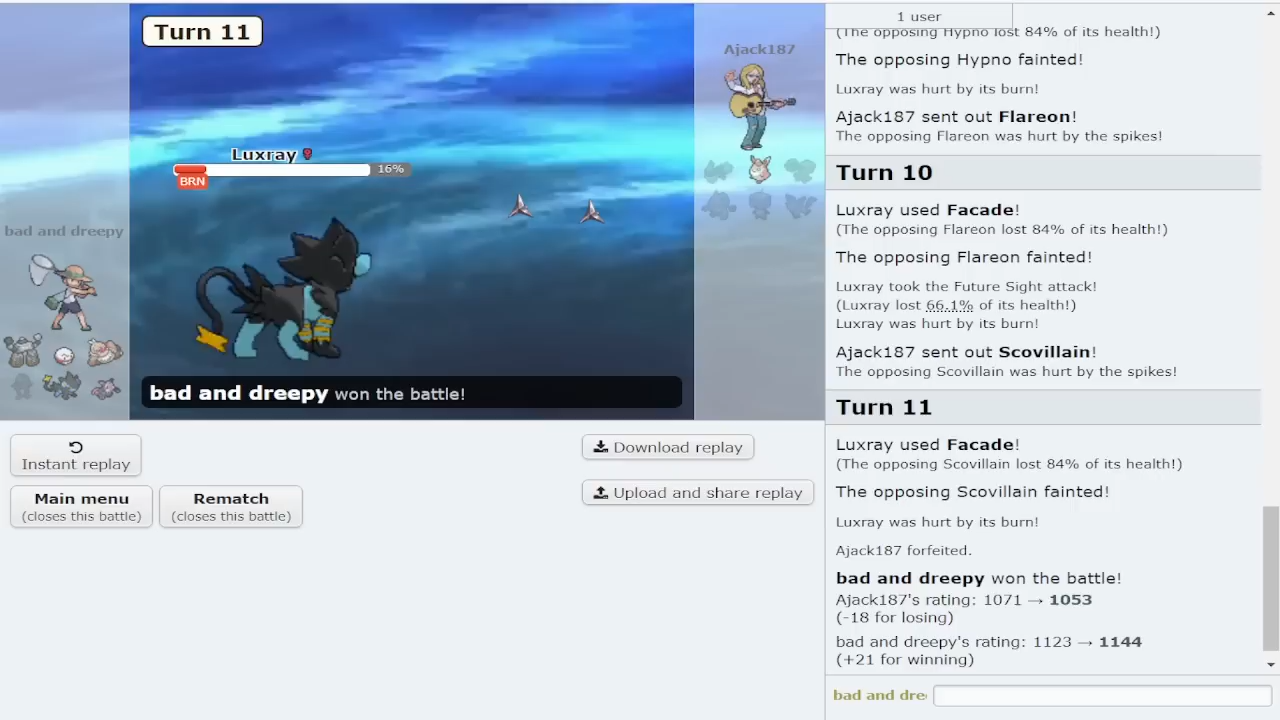 Turn 11
Ajack187
Luxray
16%
BRN
bad and dreepy
bad and dreepy won the battle!
Instant replay
Download replay
Upload and share replay
Main menu
(closes this battle)
Rematch
(closes this battle)
1 user
(The opposing Hypno lost 84% of its health!)
The opposing Hypno fainted!
Luxray was hurt by its burn!
Ajack187 sent out Flareon!
The opposing Flareon was hurt by the spikes!
Turn 10
Luxray used Facade!
(The opposing Flareon lost 84% of its health!)
The opposing Flareon fainted!
Luxray took the Future Sight attack!
(Luxray lost 66.1% of its health!)
Luxray was hurt by its burn!
Ajack187 sent out Scovillain!
The opposing Scovillain was hurt by the spikes!
Turn 11
Luxray used Facade!
(The opposing Scovillain lost 84% of its health!)
The opposing Scovillain fainted!
Luxray was hurt by its burn!
Ajack187 forfeited.
bad and dreepy won the battle!
Ajack187's rating: 1071 → 1053
(-18 for losing)
bad and dreepy's rating: 1123 → 1144
(+21 for winning)
bad and dre